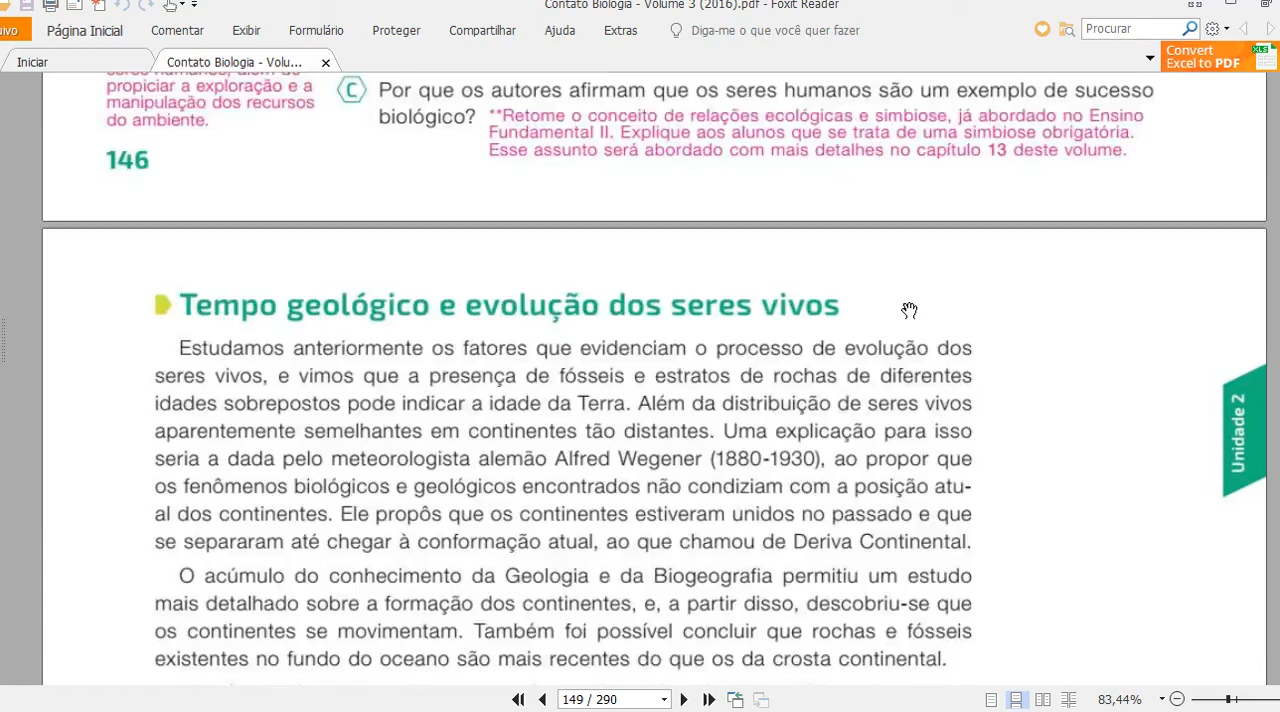 Contato Biologia - Volume 3 (2016).pdf - Foxit Reader
Página Inicial Comentar Exibir Formulário Proteger Compartilhar Ajuda Extras Diga-me o que você quer fazer Procurar
Iniciar Contato Biologia - Volu... x
Convert
Excel to PDF
XLS
propiciar a exploração e a
manipulação dos recursos
do ambiente.
146
C Por que os autores afirmam que os seres humanos são um exemplo de sucesso
biológico? **Retome o conceito de relações ecológicas e simbiose, já abordado no Ensino
Fundamental II. Explique aos alunos que se trata de uma simbiose obrigatória.
Esse assunto será abordado com mais detalhes no capítulo 13 deste volume.
Tempo geológico e evolução dos seres vivos
Estudamos anteriormente os fatores que evidenciam o processo de evolução dos
seres vivos, e vimos que a presença de fósseis e estratos de rochas de diferentes
idades sobrepostos pode indicar a idade da Terra. Além da distribuição de seres vivos
aparentemente semelhantes em continentes tão distantes. Uma explicação para isso
seria a dada pelo meteorologista alemão Alfred Wegener (1880-1930), ao propor que
os fenômenos biológicos e geológicos encontrados não condiziam com a posição atu-
al dos continentes. Ele propôs que os continentes estiveram unidos no passado e que
se separaram até chegar à conformação atual, ao que chamou de Deriva Continental.
O acúmulo do conhecimento da Geologia e da Biogeografia permitiu um estudo
mais detalhado sobre a formação dos continentes, e, a partir disso, descobriu-se que
os continentes se movimentam. Também foi possível concluir que rochas e fósseis
existentes no fundo do oceano são mais recentes do que os da crosta continental.
Unidade 2
149 / 290
83,44%